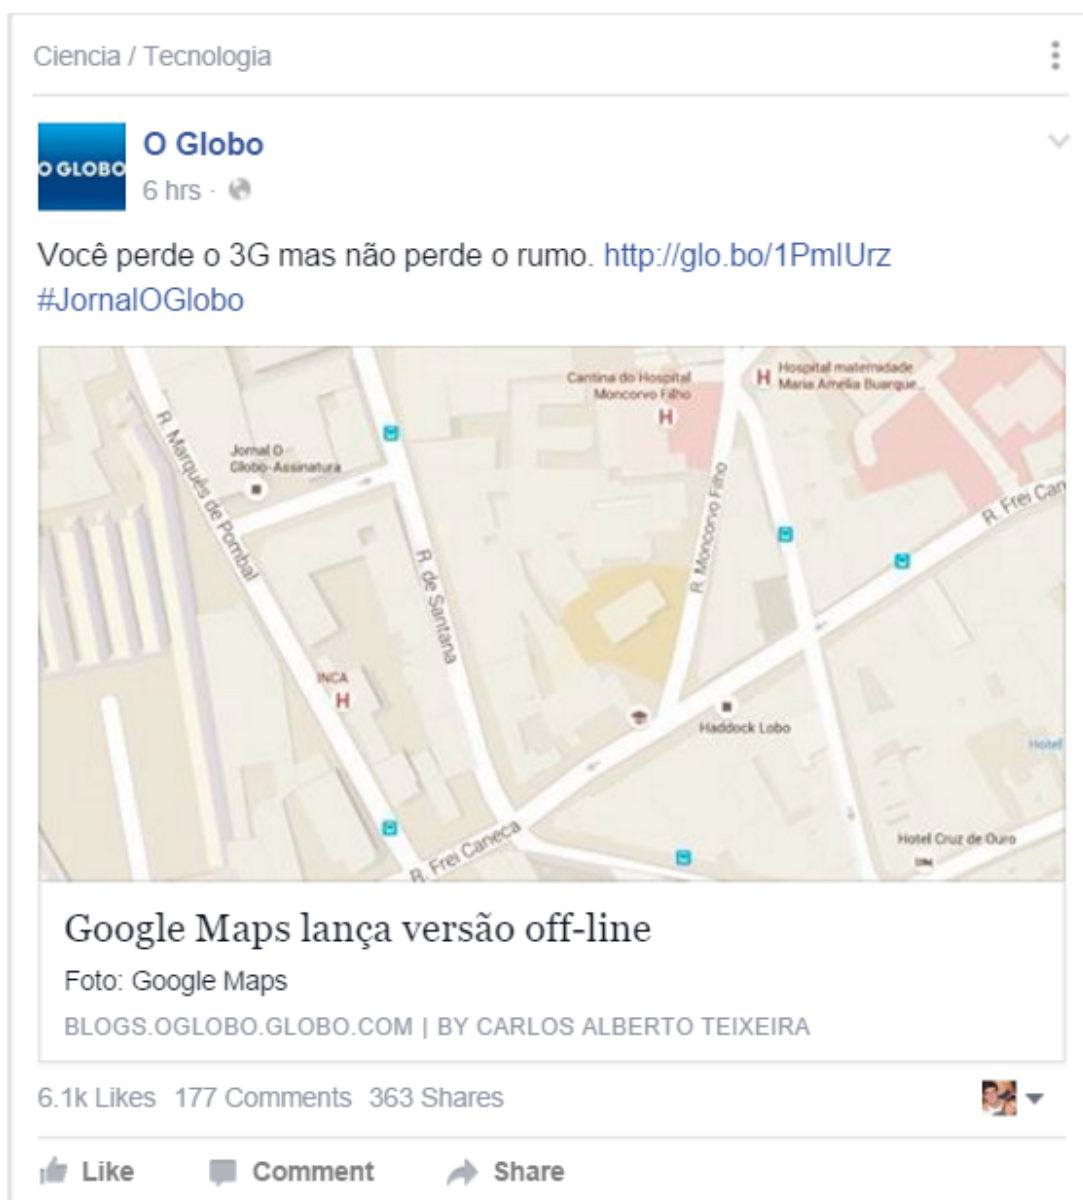 Ciencia / Tecnologia
O GLOBO
O Globo
6 hrs ·
Você perde o 3G mas não perde o rumo. http://glo.bo/1PmIUrz
#JornalOGlobo
Cantina do Hospital
Moncorvo Filho
H
H
Hospital maternidade
Maria Amélia Buarque...
R. Marquês de Pombal
Jornal O
Globo-Assinatura
R. de Santana
R. Moncorvo Filho
R. Frei Can
INCA
H
Haddock Lobo
Hotel
R. Frei Caneca
Hotel Cruz de Ouro
Google Maps lança versão off-line
Foto: Google Maps
BLOGS.OGLOBO.GLOBO.COM | BY CARLOS ALBERTO TEIXEIRA
6.1k Likes 177 Comments 363 Shares
Like Comment Share